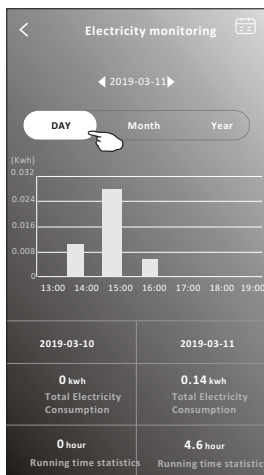 Electricity monitoring
2019-03-11
DAY Month Year
(Kwh)
0.032
0.024
0.016
0.008
0
13:00 14:00 15:00 16:00 17:00 18:00 19:00
2019-03-10 2019-03-11
0 kwh 0.14 kwh
Total Electricity Total Electricity
Consumption Consumption
0 hour 4.6 hour
Running time statistics Running time statistics